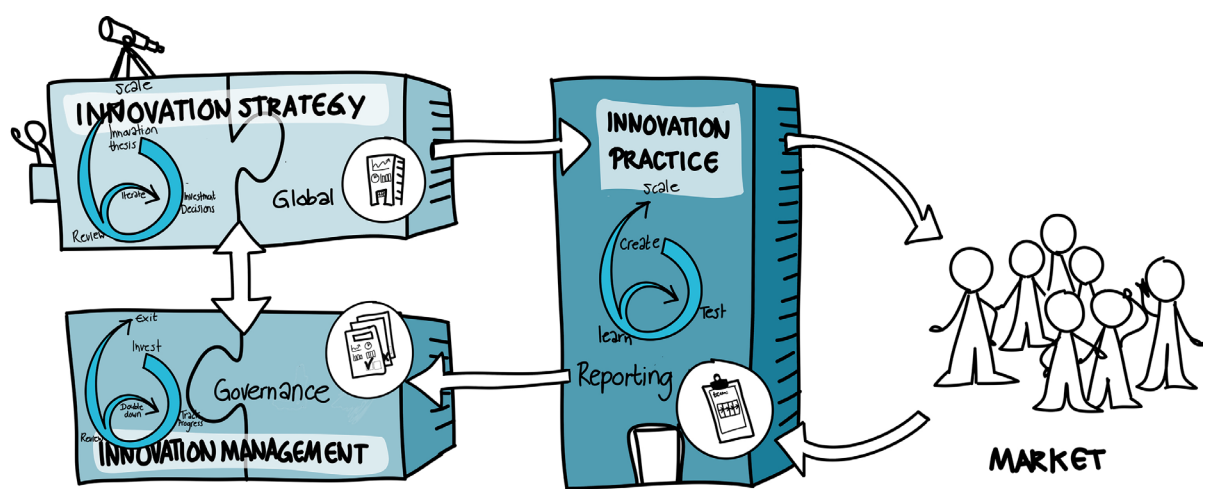 scale
INNOVATION STRATEGY
Innovation
thesis
Iterate
Investment
Decisions
Review
Global
Exit
Invest
Double
down
Track
Progress
Review
Governance
INNOVATION MANAGEMENT
INNOVATION
PRACTICE
scale
Create
Test
learn
Reporting
MARKET